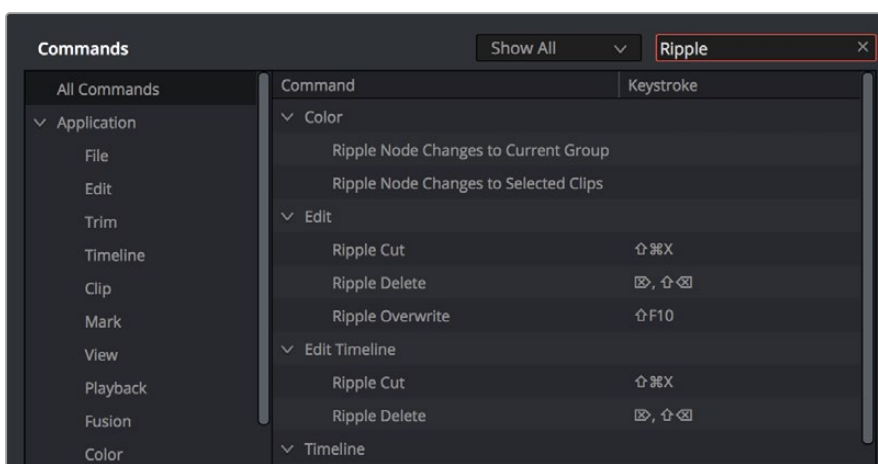 Commands
Show All
Ripple
All Commands
Application
File
Edit
Trim
Timeline
Clip
Mark
View
Playback
Fusion
Color
Command Keystroke
Color
Ripple Node Changes to Current Group
Ripple Node Changes to Selected Clips
Edit
Ripple Cut ⇧⌘X
Ripple Delete ⌦, ⇧⌫
Ripple Overwrite ⇧F10
Edit Timeline
Ripple Cut ⇧⌘X
Ripple Delete ⌦, ⇧⌫
Timeline